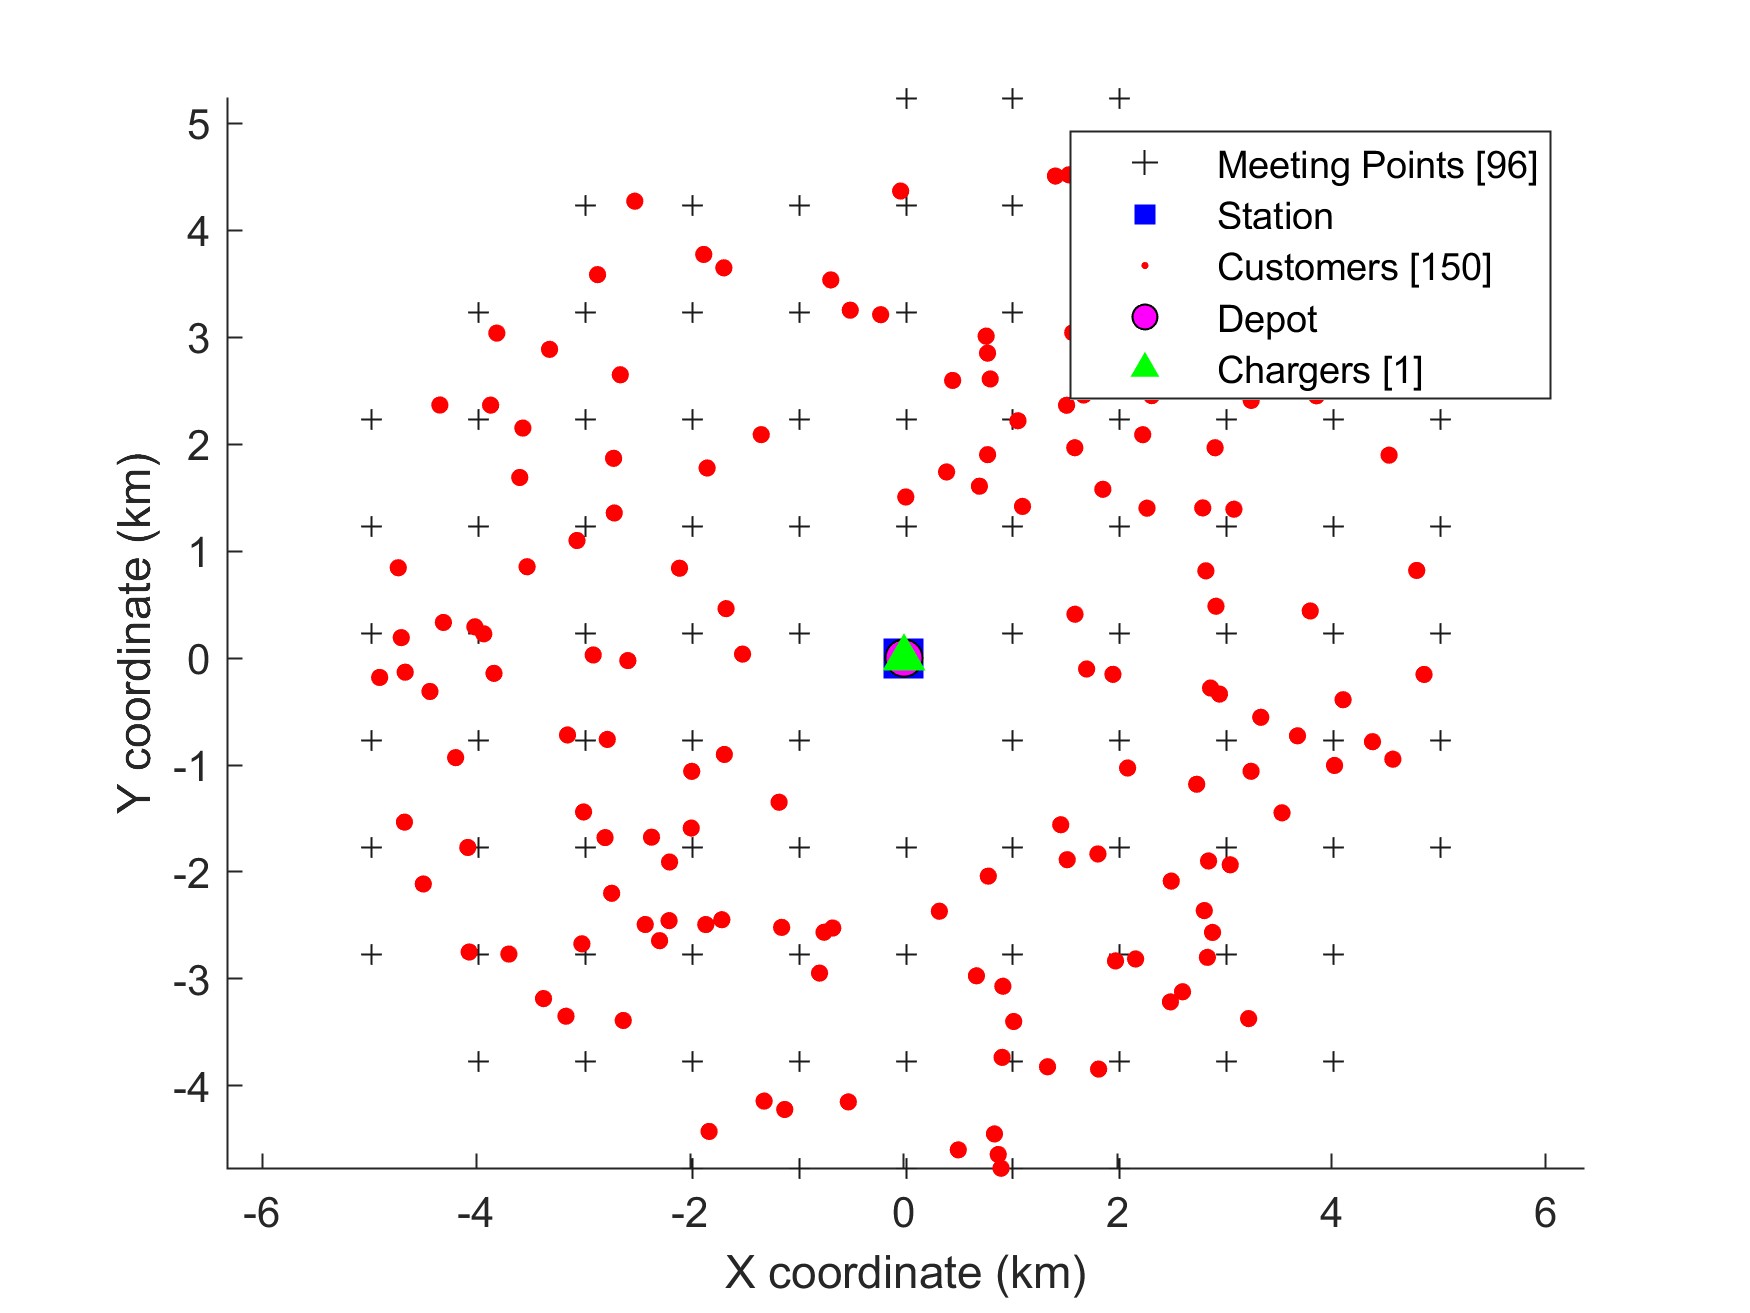 5
4
3
2
1
0
-1
-2
-3
-4
Y coordinate (km)
Meeting Points [96]
Station
Customers [150]
Depot
Chargers [1]
-6
-4
-2
0
2
4
6
X coordinate (km)